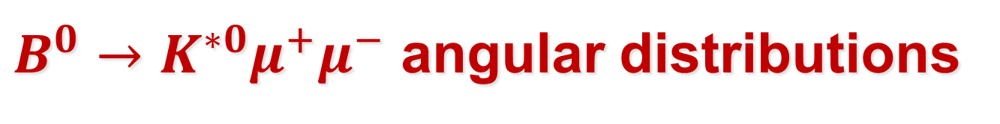 B⁰ → K*⁰μ⁺μ⁻ angular distributions